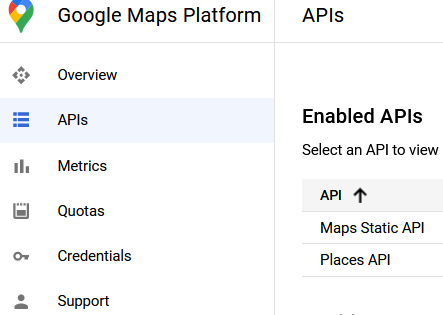 Google Maps Platform
APIs
Overview
APIs
Metrics
Quotas
Credentials
Support
Enabled APIs
Select an API to view
API
Maps Static API
Places API